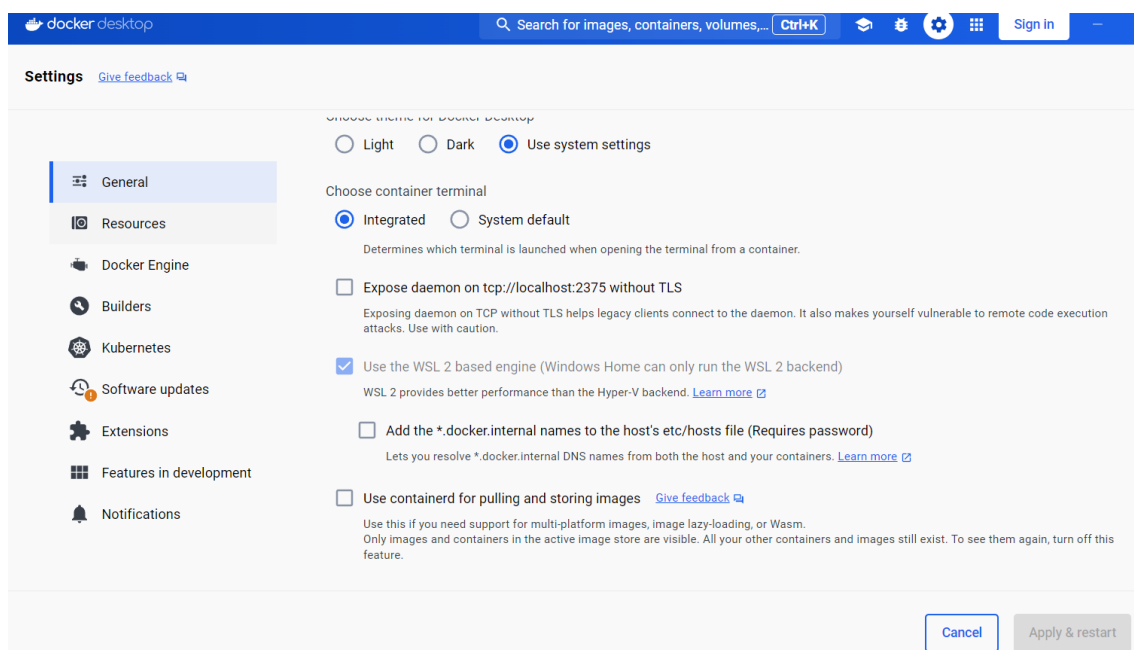 docker desktop
Search for images, containers, volumes,... Ctrl+K
Sign in
Settings Give feedback
Choose theme for Docker Desktop
Light Dark Use system settings
General
Choose container terminal
Resources
Integrated System default
Determines which terminal is launched when opening the terminal from a container.
Docker Engine
Expose daemon on tcp://localhost:2375 without TLS
Builders
Exposing daemon on TCP without TLS helps legacy clients connect to the daemon. It also makes yourself vulnerable to remote code execution
attacks. Use with caution.
Kubernetes
Use the WSL 2 based engine (Windows Home can only run the WSL 2 backend)
Software updates
WSL 2 provides better performance than the Hyper-V backend. Learn more
Extensions
Add the *.docker.internal names to the host's etc/hosts file (Requires password)
Lets you resolve *.docker.internal DNS names from both the host and your containers. Learn more
Features in development
Use containerd for pulling and storing images Give feedback
Notifications
Use this if you need support for multi-platform images, image lazy-loading, or Wasm.
Only images and containers in the active image store are visible. All your other containers and images still exist. To see them again, turn off this
feature.
Cancel Apply & restart